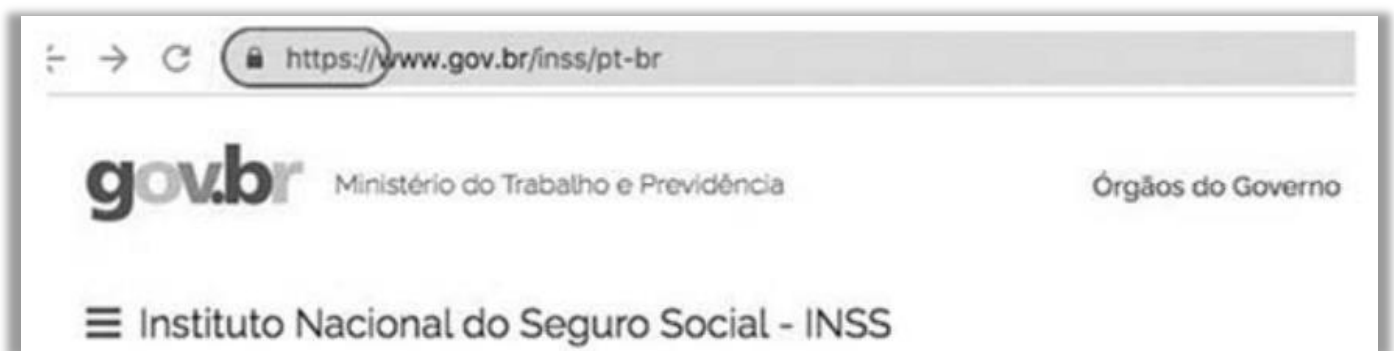 https://www.gov.br/inss/pt-br
gov.br Ministério do Trabalho e Previdência Órgãos do Governo
Instituto Nacional do Seguro Social - INSS